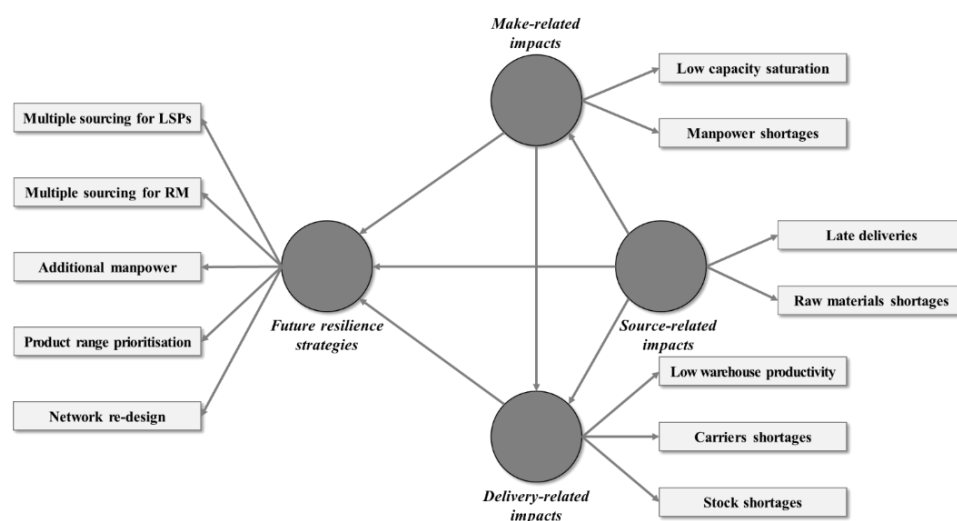 Make-related
impacts
Low capacity saturation
Manpower shortages
Multiple sourcing for LSPs
Multiple sourcing for RM
Additional manpower
Product range prioritisation
Network re-design
Future resilience
strategies
Source-related
impacts
Late deliveries
Raw materials shortages
Low warehouse productivity
Carriers shortages
Stock shortages
Delivery-related
impacts